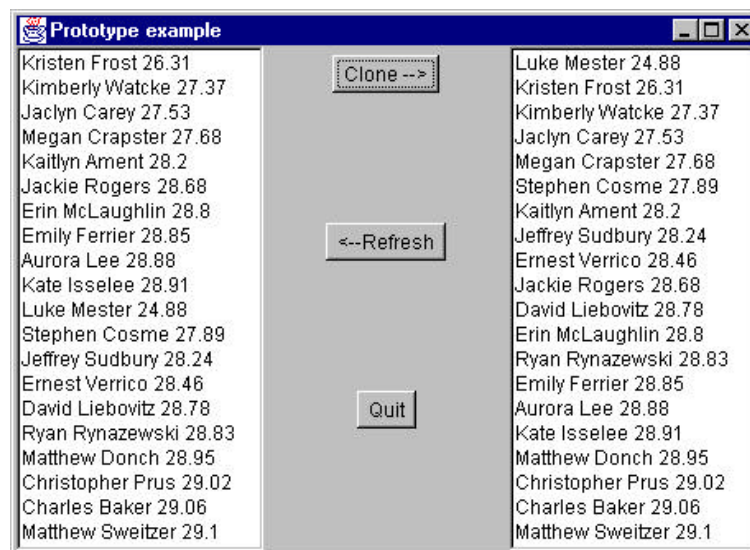 Prototype example
Kristen Frost 26.31
Kimberly Watcke 27.37
Jaclyn Carey 27.53
Megan Crapster 27.68
Kaitlyn Ament 28.2
Jackie Rogers 28.68
Erin McLaughlin 28.8
Emily Ferrier 28.85
Aurora Lee 28.88
Kate Isselee 28.91
Luke Mester 24.88
Stephen Cosme 27.89
Jeffrey Sudbury 28.24
Ernest Verrico 28.46
David Liebovitz 28.78
Ryan Rynazewski 28.83
Matthew Donch 28.95
Christopher Prus 29.02
Charles Baker 29.06
Matthew Sweitzer 29.1
Clone -->
<--Refresh
Quit
Luke Mester 24.88
Kristen Frost 26.31
Kimberly Watcke 27.37
Jaclyn Carey 27.53
Megan Crapster 27.68
Stephen Cosme 27.89
Kaitlyn Ament 28.2
Jeffrey Sudbury 28.24
Ernest Verrico 28.46
Jackie Rogers 28.68
David Liebovitz 28.78
Erin McLaughlin 28.8
Ryan Rynazewski 28.83
Emily Ferrier 28.85
Aurora Lee 28.88
Kate Isselee 28.91
Matthew Donch 28.95
Christopher Prus 29.02
Charles Baker 29.06
Matthew Sweitzer 29.1